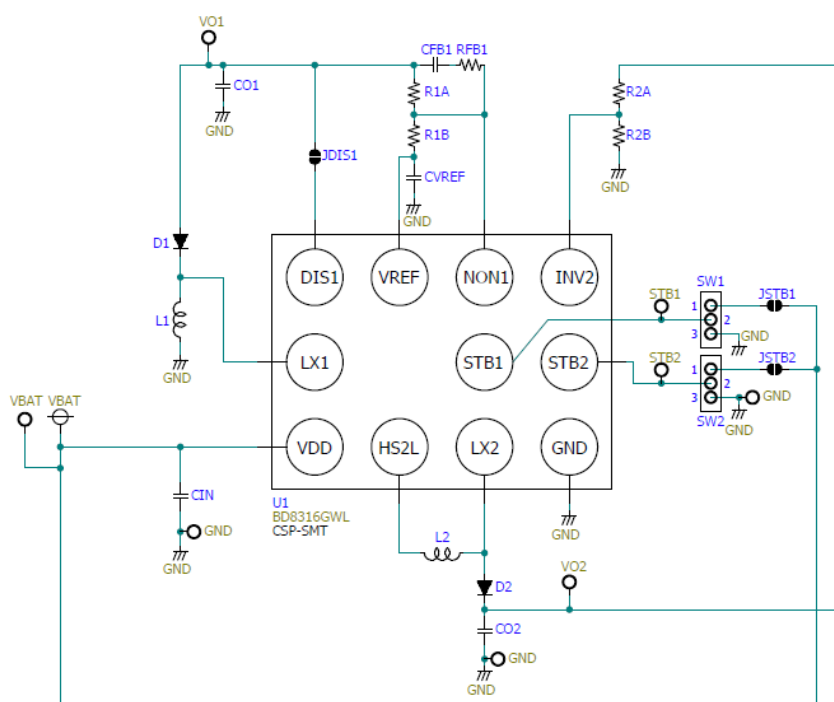 VO1
CFB1 RFB1
CO1
R1A
R2A
GND
R1B
R2B
JDIS1
CVREF
GND
GND
D1
DIS1 VREF NON1 INV2
SW1
STB1
1 JSTB1
2
L1
3 GND
GND
LX1 STB1 STB2
STB2
1 JSTB2
2
3 GND
VBAT VBAT
GND
SW2
VDD HS2L LX2 GND
CIN
U1
BD8316GWL
CSP-SMT
GND
GND
GND
L2
VO2
D2
CO2
GND
GND